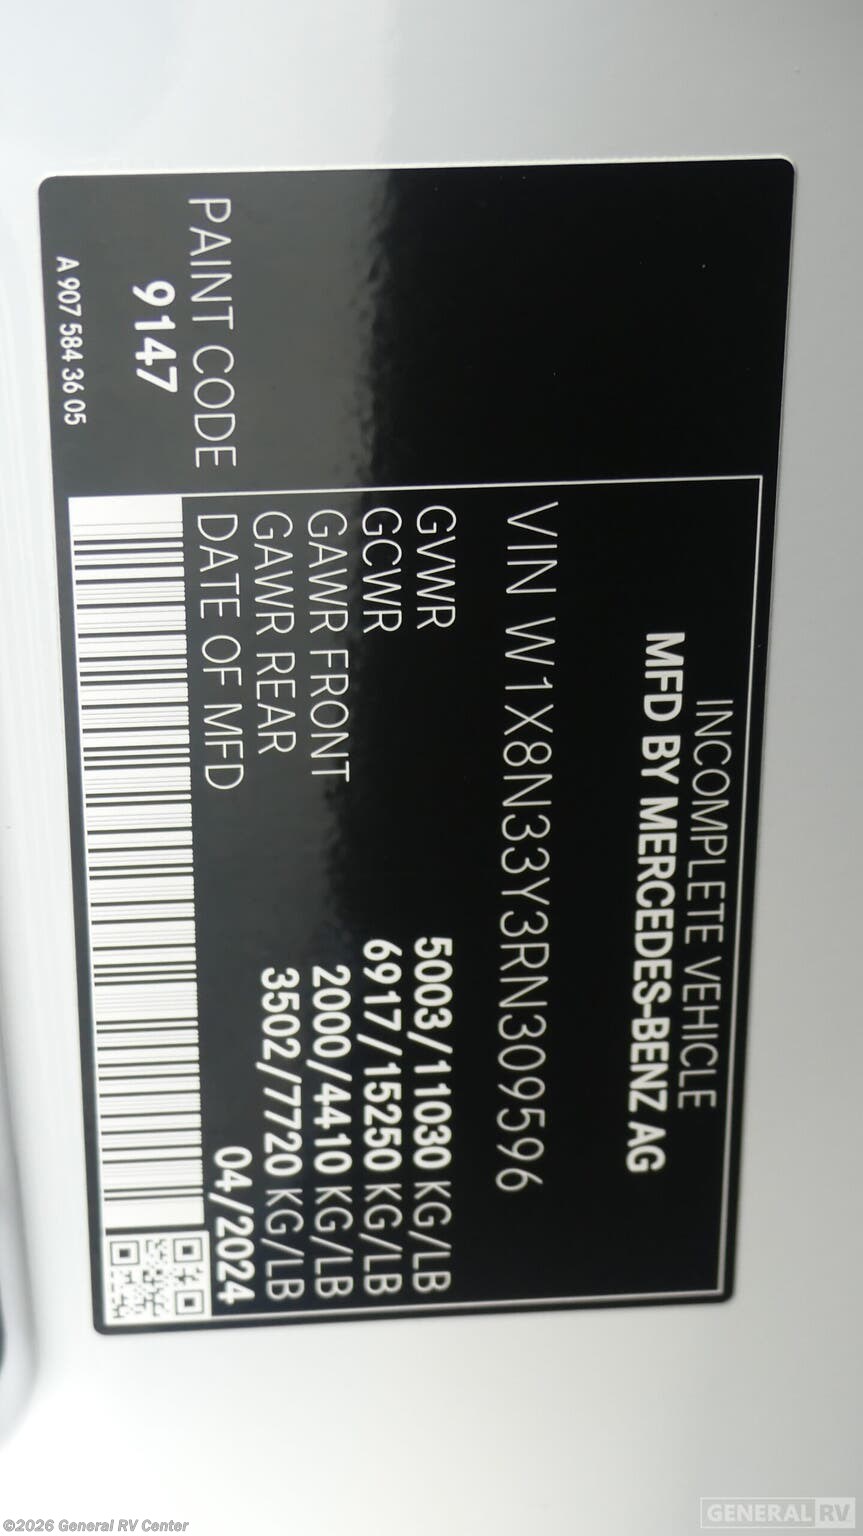 INCOMPLETE VEHICLE
MFD BY MERCEDES-BENZ AG
VIN W1X8N33Y3RN309596
GVWR 5003/11030 KG/LB
GCWR 6917/15250 KG/LB
GAWR FRONT 2000/4410 KG/LB
GAWR REAR 3502/7720 KG/LB
DATE OF MFD 04/2024
PAINT CODE
9147
A 907 584 36 05
©2026 General RV Center
GENERAL RV